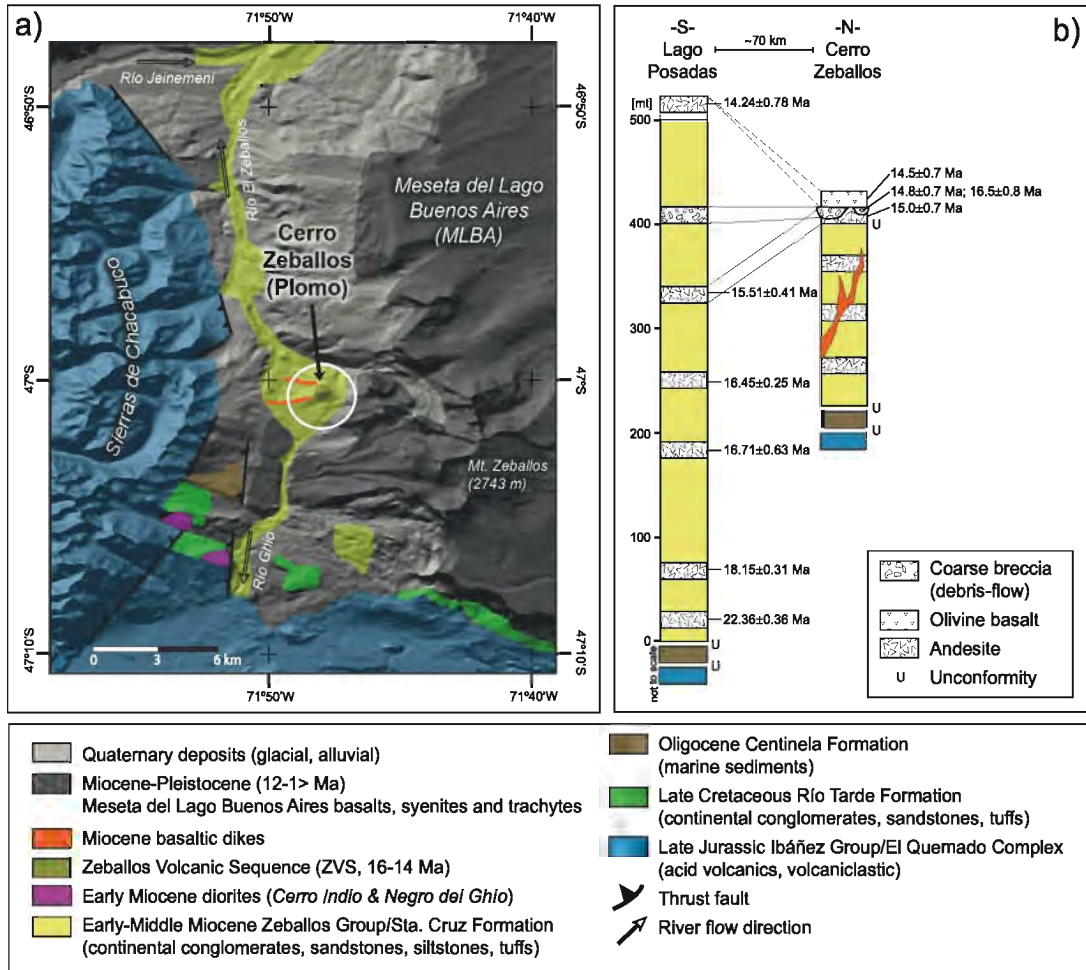 a)
71°50'W
71°40'W
Río Jeinemeni
46°50'S
46°50'S
Río El Zeballos
Meseta del Lago
Buenos Aires
(MLBA)
Cerro
Zeballos
(Plomo)
Sierras de Chacabuco
47°S
47°S
Mt. Zeballos
(2743 m)
Río Ghio
0 3 6 km
47°10'S
47°10'S
71°50'W
71°40'W
b)
-S-
Lago
Posadas
~70 km
-N-
Cerro
Zeballos
[mt]
500
400
300
200
100
0
not to scale
14.24±0.78 Ma
15.51±0.41 Ma
16.45±0.25 Ma
16.71±0.63 Ma
18.15±0.31 Ma
22.36±0.36 Ma
U
U
14.5±0.7 Ma
14.8±0.7 Ma; 16.5±0.8 Ma
15.0±0.7 Ma
U
U
U
Coarse breccia
(debris-flow)
Olivine basalt
Andesite
U Unconformity
Quaternary deposits (glacial, alluvial)
Miocene-Pleistocene (12-1> Ma)
Meseta del Lago Buenos Aires basalts, syenites and trachytes
Miocene basaltic dikes
Zeballos Volcanic Sequence (ZVS, 16-14 Ma)
Early Miocene diorites (Cerro Indio & Negro del Ghio)
Early-Middle Miocene Zeballos Group/Sta. Cruz Formation
(continental conglomerates, sandstones, siltstones, tuffs)
Oligocene Centinela Formation
(marine sediments)
Late Cretaceous Río Tarde Formation
(continental conglomerates, sandstones, tuffs)
Late Jurassic Ibáñez Group/El Quemado Complex
(acid volcanics, volcaniclastic)
Thrust fault
River flow direction